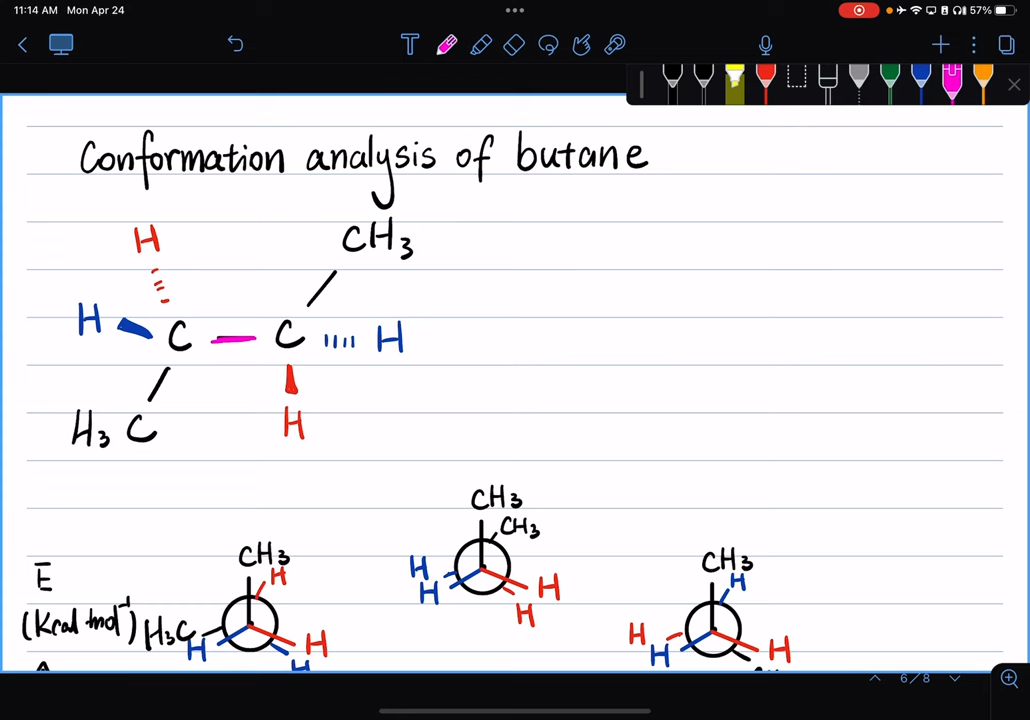 11:14 AM Mon Apr 24
57%
T
Conformation analysis of butane
H
CH3
H
C
C
H
H3C
H
CH3
CH3
H
H
H
H
CH3
H
H3C
H
H
H
CH3
H
H
H
H
E
(Kcal mol⁻¹)
6/8